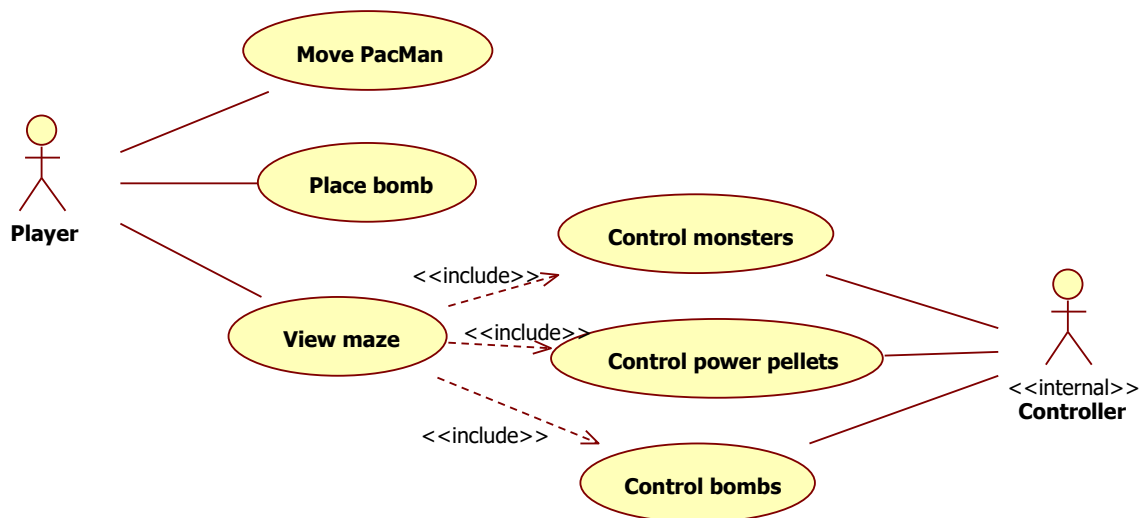 Move PacMan
Place bomb
Player
Control monsters
<<include>>
View maze
<<include>>
Control power pellets
<<internal>>
Controller
<<include>>
Control bombs